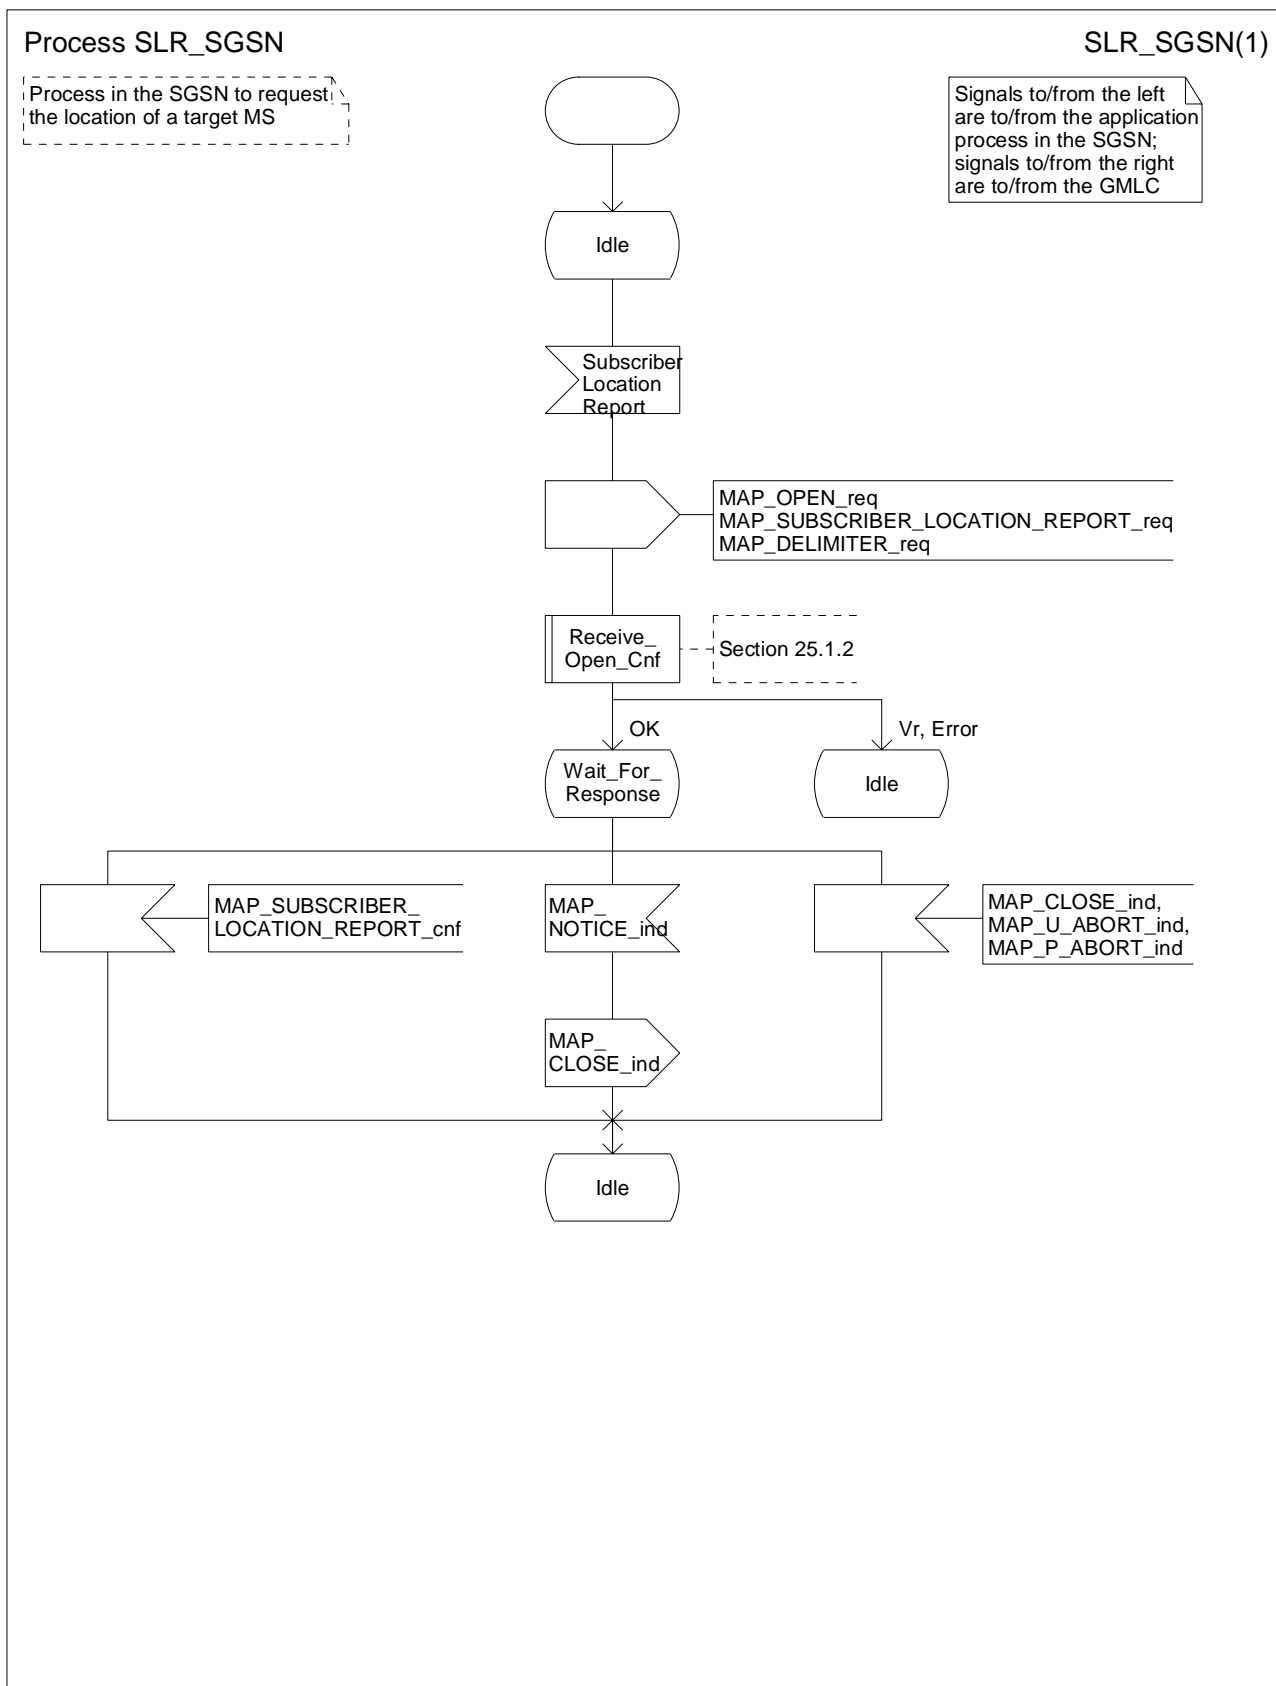 Process SLR_SGSN
SLR_SGSN(1)
Process in the SGSN to request
the location of a target MS
Signals to/from the left
are to/from the application
process in the SGSN;
signals to/from the right
are to/from the GMLC
Idle
Subscriber
Location
Report
MAP_OPEN_req
MAP_SUBSCRIBER_LOCATION_REPORT_req
MAP_DELIMITER_req
Receive_
Open_Cnf
Section 25.1.2
OK
Vr, Error
Wait_For_
Response
Idle
MAP_SUBSCRIBER_
LOCATION_REPORT_cnf
MAP_
NOTICE_ind
MAP_CLOSE_ind,
MAP_U_ABORT_ind,
MAP_P_ABORT_ind
MAP_
CLOSE_ind
Idle